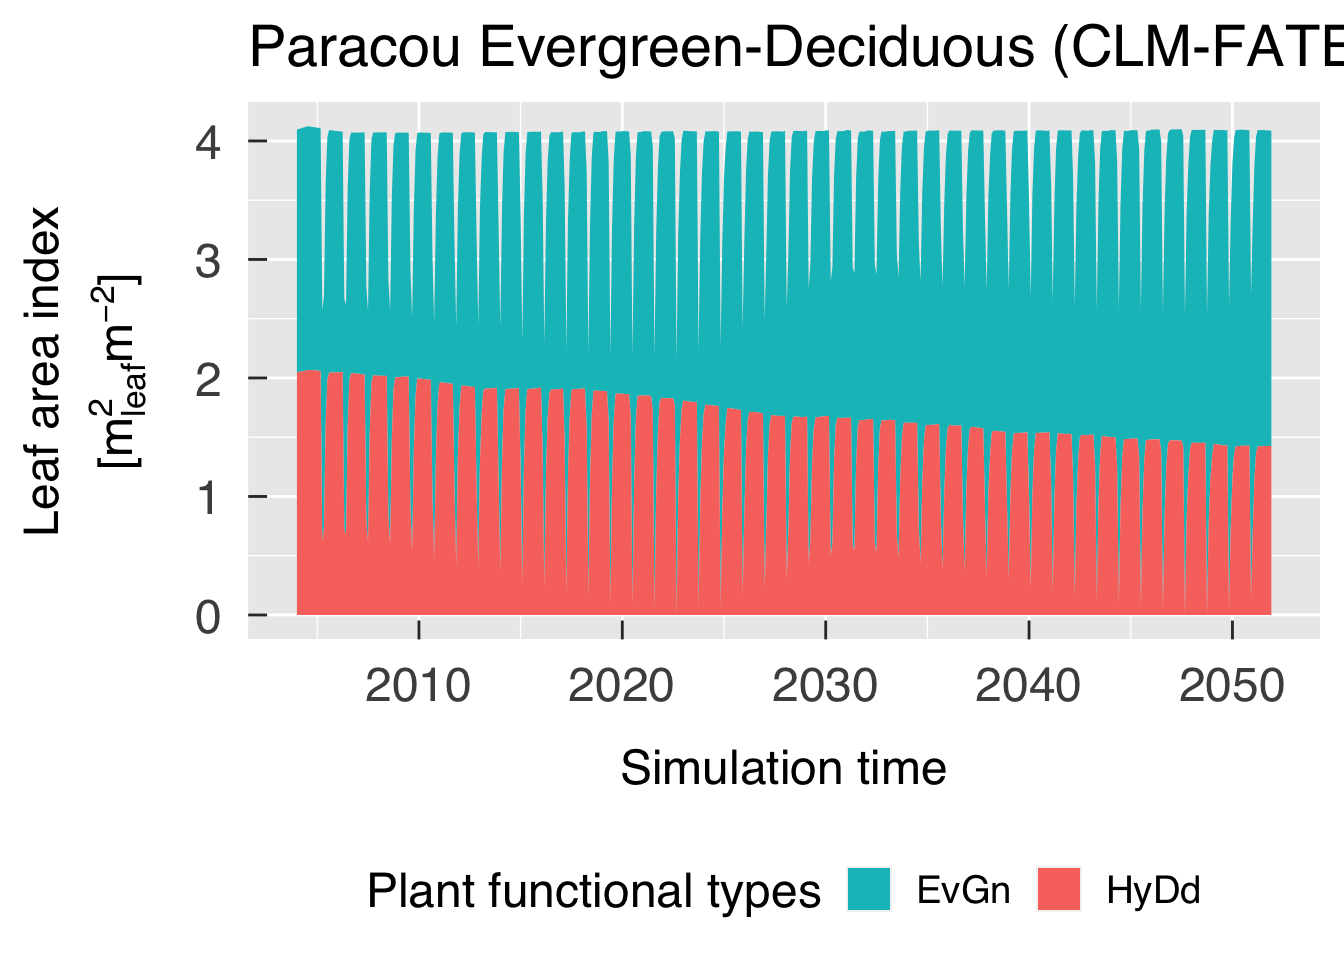 Paracou Evergreen-Deciduous (CLM-FATE
Leaf area index
[m²leafm⁻²]
4
3
2
1
0
2010 2020 2030 2040 2050
Simulation time
Plant functional types EvGn HyDd